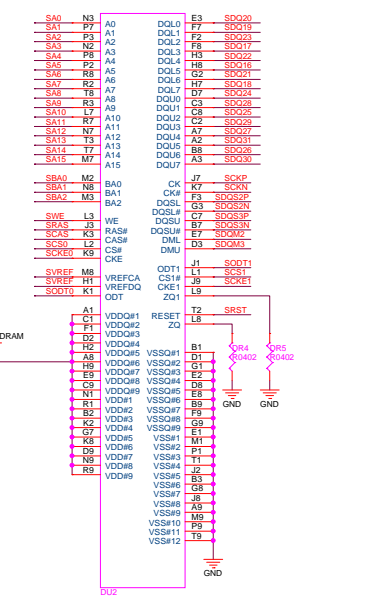 SA0 N3 A0 DQL0 E3 SDQ20
SA1 P7 A1 DQL1 F7 SDQ19
SA2 P3 A2 DQL2 F2 SDQ23
SA3 N2 A3 DQL3 F8 SDQ17
SA4 P8 A4 DQL4 H3 SDQ22
SA5 P2 A5 DQL5 H8 SDQ16
SA6 R8 A6 DQL6 G2 SDQ21
SA7 R2 A7 DQL7 H7 SDQ18
SA8 T8 A8 DQU0 D7 SDQ24
SA9 R3 A9 DQU1 C3 SDQ28
SA10 L7 A10 DQU2 C8 SDQ25
SA11 R7 A11 DQU3 C2 SDQ29
SA12 N7 A12 DQU4 A7 SDQ27
SA13 T3 A13 DQU5 A2 SDQ31
SA14 T7 A14 DQU6 B8 SDQ26
SA15 M7 A15 DQU7 A3 SDQ30
SBA0 M2 BA0 CK J7 SCKP
SBA1 N8 BA1 CK# K7 SCKN
SBA2 M3 BA2 DQSL F3 SDQS2P
DQSL# G3 SDQS2N
SWE L3 WE DQSU C7 SDQS3P
SRAS J3 RAS# DQSU# B7 SDQS3N
SCAS K3 CAS# DML E7 SDQM2
SCS0 L2 CS# DMU D3 SDQM3
SCKE0 K9 CKE
ODT1 J1 SODT1
SVREF M8 VREFCA CS1# L1 SCS1
SVREF H1 VREFDQ CKE1 J9 SCKE1
SODT0 K1 ODT ZQ1 L9
A1 VDDQ#1 RESET T2 SRST
C1 VDDQ#2 ZQ L8
F1 VDDQ#3
DRAM
D2 VDDQ#4
H2 VDDQ#5 VSSQ#1 B1
A8 VDDQ#6 VSSQ#2 D1
H9 VDDQ#7 VSSQ#3 G1
E9 VDDQ#8 VSSQ#4 E2
C9 VDDQ#9 VSSQ#5 D8
N1 VDD#1 VSSQ#6 E8
R1 VDD#2 VSSQ#7 B9
B2 VDD#3 VSSQ#8 F9
K2 VDD#4 VSSQ#9 G9
G7 VDD#5 VSS#1 E1
K8 VDD#6 VSS#2 M1
D9 VDD#7 VSS#3 P1
N9 VDD#8 VSS#4 T1
R9 VDD#9 VSS#5 J2
VSS#6 B3
VSS#7 G8
VSS#8 J8
VSS#9 A9
VSS#10 M9
VSS#11 P9
VSS#12 T9
DR4
R0402
DR5
R0402
GND
GND
GND
DU2